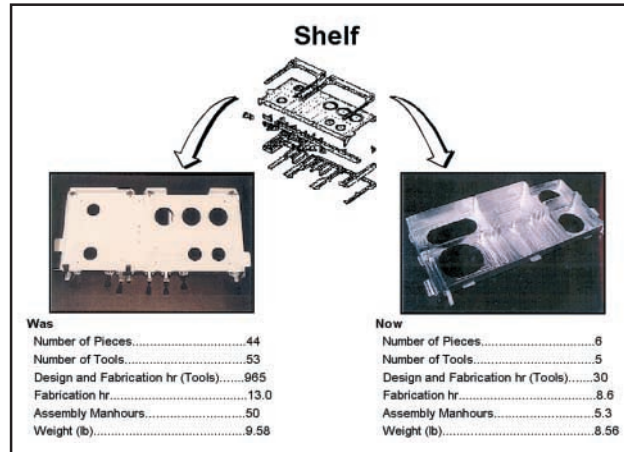 Shelf
Was
Number of Pieces..............................44
Number of Tools................................53
Design and Fabrication hr (Tools)......965
Fabrication hr.....................................13.0
Assembly Manhours..........................50
Weight (lb)..........................................9.58
Now
Number of Pieces..............................6
Number of Tools................................5
Design and Fabrication hr (Tools)......30
Fabrication hr.....................................8.6
Assembly Manhours..........................5.3
Weight (lb)..........................................8.56